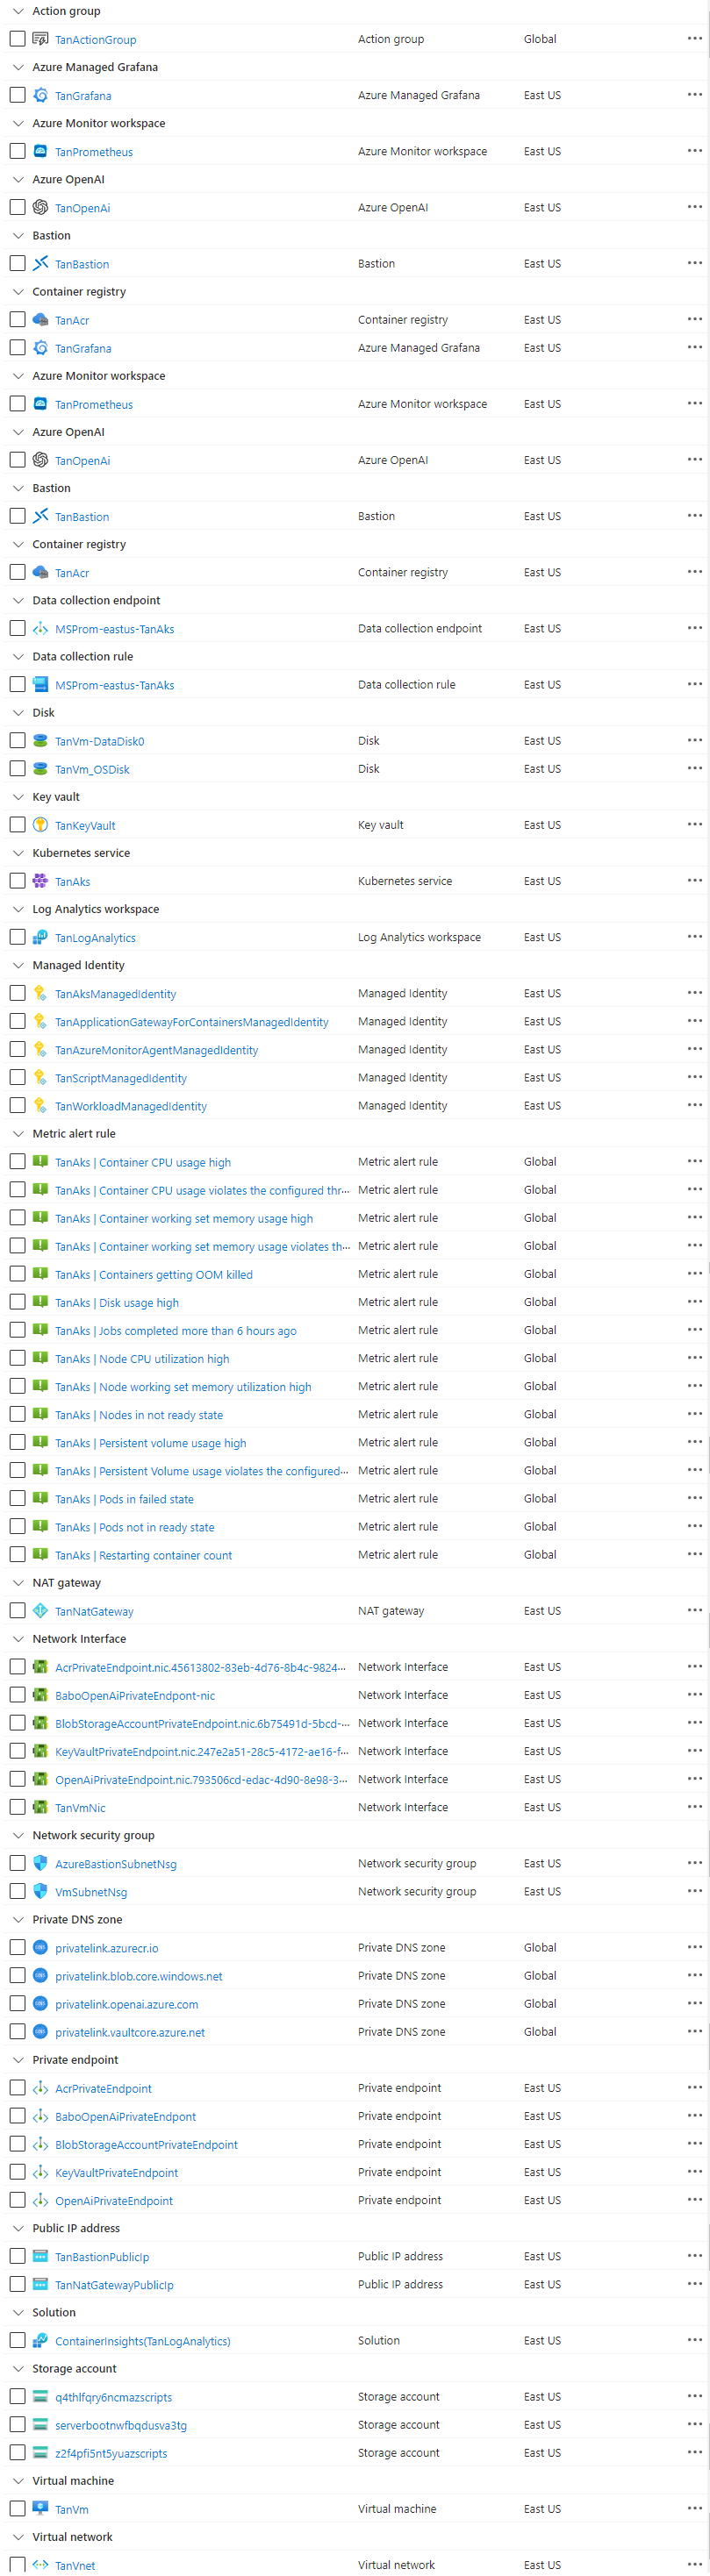 Action group
TanActionGroup Action group Global
Azure Managed Grafana
TanGrafana Azure Managed Grafana East US
Azure Monitor workspace
TanPrometheus Azure Monitor workspace East US
Azure OpenAI
TanOpenAi Azure OpenAI East US
Bastion
TanBastion Bastion East US
Container registry
TanAcr Container registry East US
TanGrafana Azure Managed Grafana East US
Azure Monitor workspace
TanPrometheus Azure Monitor workspace East US
Azure OpenAI
TanOpenAi Azure OpenAI East US
Bastion
TanBastion Bastion East US
Container registry
TanAcr Container registry East US
Data collection endpoint
MSProm-eastus-TanAks Data collection endpoint East US
Data collection rule
MSProm-eastus-TanAks Data collection rule East US
Disk
TanVm-DataDisk0 Disk East US
TanVm_OSDisk Disk East US
Key vault
TanKeyVault Key vault East US
Kubernetes service
TanAks Kubernetes service East US
Log Analytics workspace
TanLogAnalytics Log Analytics workspace East US
Managed Identity
TanAksManagedIdentity Managed Identity East US
TanApplicationGatewayForContainersManagedIdentity Managed Identity East US
TanAzureMonitorAgentManagedIdentity Managed Identity East US
TanScriptManagedIdentity Managed Identity East US
TanWorkloadManagedIdentity Managed Identity East US
Metric alert rule
TanAks | Container CPU usage high Metric alert rule Global
TanAks | Container CPU usage violates the configured thr... Metric alert rule Global
TanAks | Container working set memory usage high Metric alert rule Global
TanAks | Container working set memory usage violates th... Metric alert rule Global
TanAks | Containers getting OOM killed Metric alert rule Global
TanAks | Disk usage high Metric alert rule Global
TanAks | Jobs completed more than 6 hours ago Metric alert rule Global
TanAks | Node CPU utilization high Metric alert rule Global
TanAks | Node working set memory utilization high Metric alert rule Global
TanAks | Nodes in not ready state Metric alert rule Global
TanAks | Persistent volume usage high Metric alert rule Global
TanAks | Persistent Volume usage violates the configured... Metric alert rule Global
TanAks | Pods in failed state Metric alert rule Global
TanAks | Pods not in ready state Metric alert rule Global
TanAks | Restarting container count Metric alert rule Global
NAT gateway
TanNatGateway NAT gateway East US
Network Interface
AcrPrivateEndpoint.nic.45613802-83eb-4d76-8b4c-9824... Network Interface East US
BaboOpenAiPrivateEndpont-nic Network Interface East US
BlobStorageAccountPrivateEndpoint.nic.6b75491d-5bcd-... Network Interface East US
KeyVaultPrivateEndpoint.nic.247e2a51-28c5-4172-ae16-f... Network Interface East US
OpenAiPrivateEndpoint.nic.793506cd-edac-4d90-8e98-3... Network Interface East US
TanVmNic Network Interface East US
Network security group
AzureBastionSubnetNsg Network security group East US
VmSubnetNsg Network security group East US
Private DNS zone
privatelink.azurecr.io Private DNS zone Global
privatelink.blob.core.windows.net Private DNS zone Global
privatelink.openai.azure.com Private DNS zone Global
privatelink.vaultcore.azure.net Private DNS zone Global
Private endpoint
AcrPrivateEndpoint Private endpoint East US
BaboOpenAiPrivateEndpont Private endpoint East US
BlobStorageAccountPrivateEndpoint Private endpoint East US
KeyVaultPrivateEndpoint Private endpoint East US
OpenAiPrivateEndpoint Private endpoint East US
Public IP address
TanBastionPublicIp Public IP address East US
TanNatGatewayPublicIp Public IP address East US
Solution
ContainerInsights(TanLogAnalytics) Solution East US
Storage account
q4thlfqry6ncmazscripts Storage account East US
serverbootnwfbqdusva3tg Storage account East US
z2f4pfi5nt5yuazscripts Storage account East US
Virtual machine
TanVm Virtual machine East US
Virtual network
TanVnet Virtual network East US